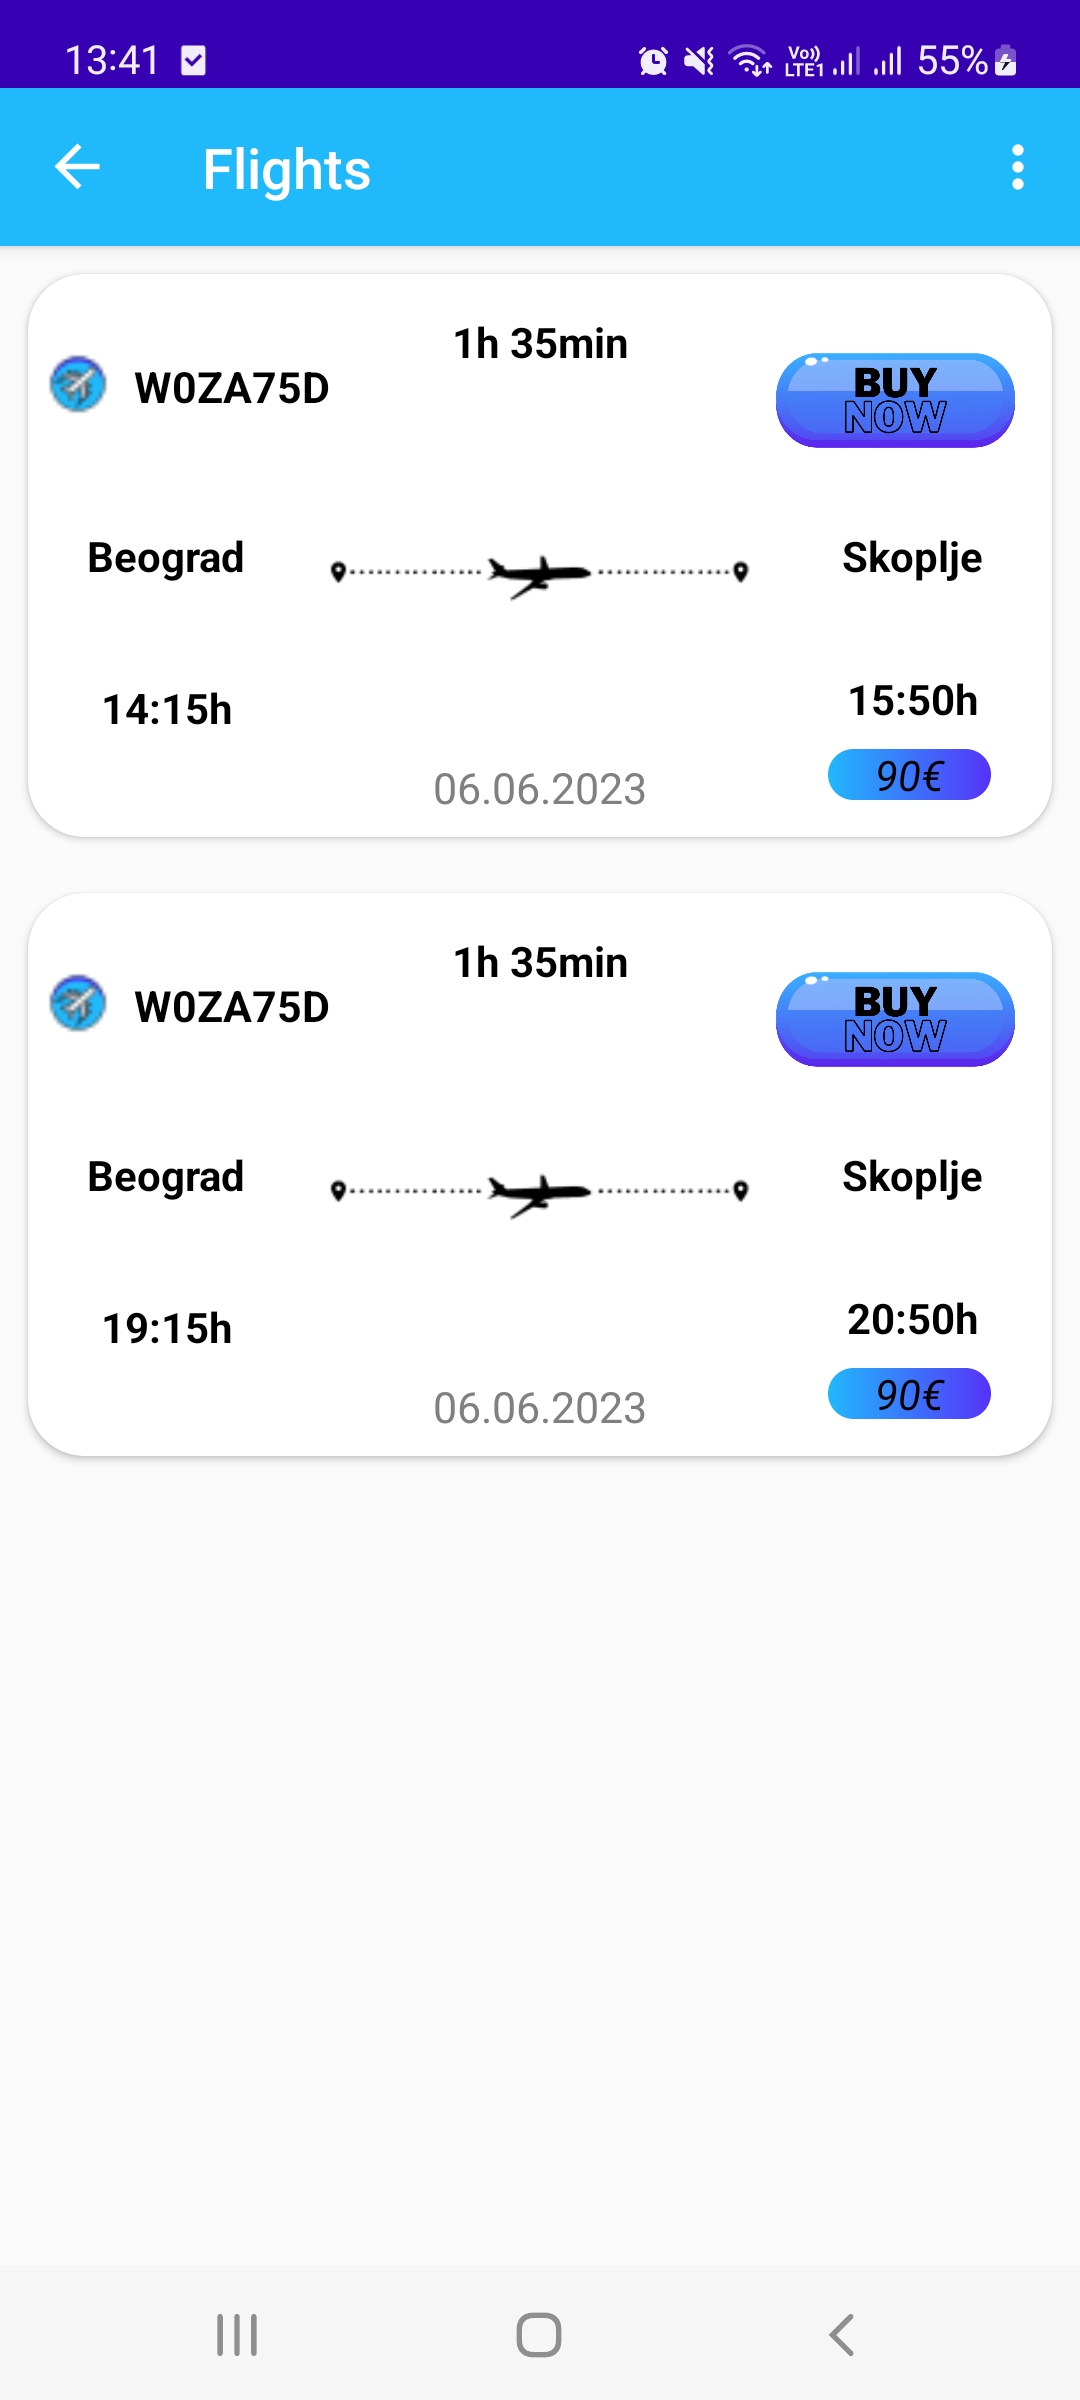 13:41 Vo)) LTE1 55%
Flights
1h 35min
W0ZA75D
BUY
NOW
Beograd Skoplje
14:15h 15:50h
90€
06.06.2023
1h 35min
W0ZA75D
BUY
NOW
Beograd Skoplje
19:15h 20:50h
90€
06.06.2023